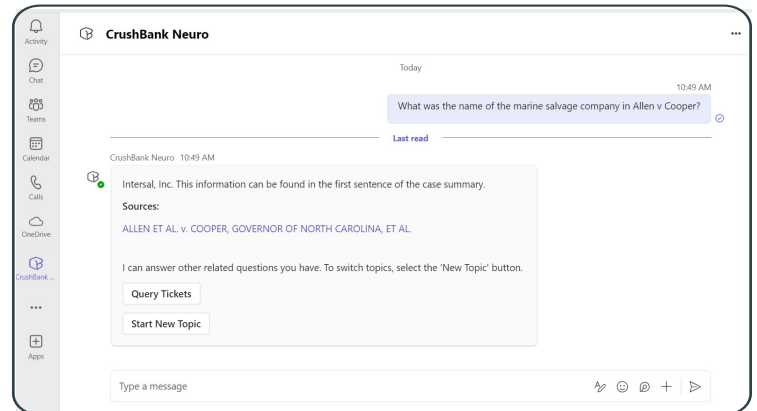 Activity
Chat
Teams
Calendar
Calls
OneDrive
CrushBank ...
Apps
CrushBank Neuro
Today
10:49 AM
What was the name of the marine salvage company in Allen v Cooper?
Last read
CrushBank Neuro 10:49 AM
Intersal, Inc. This information can be found in the first sentence of the case summary.
Sources:
ALLEN ET AL. v. COOPER, GOVERNOR OF NORTH CAROLINA, ET AL.
I can answer other related questions you have. To switch topics, select the 'New Topic' button.
Query Tickets
Start New Topic
Type a message